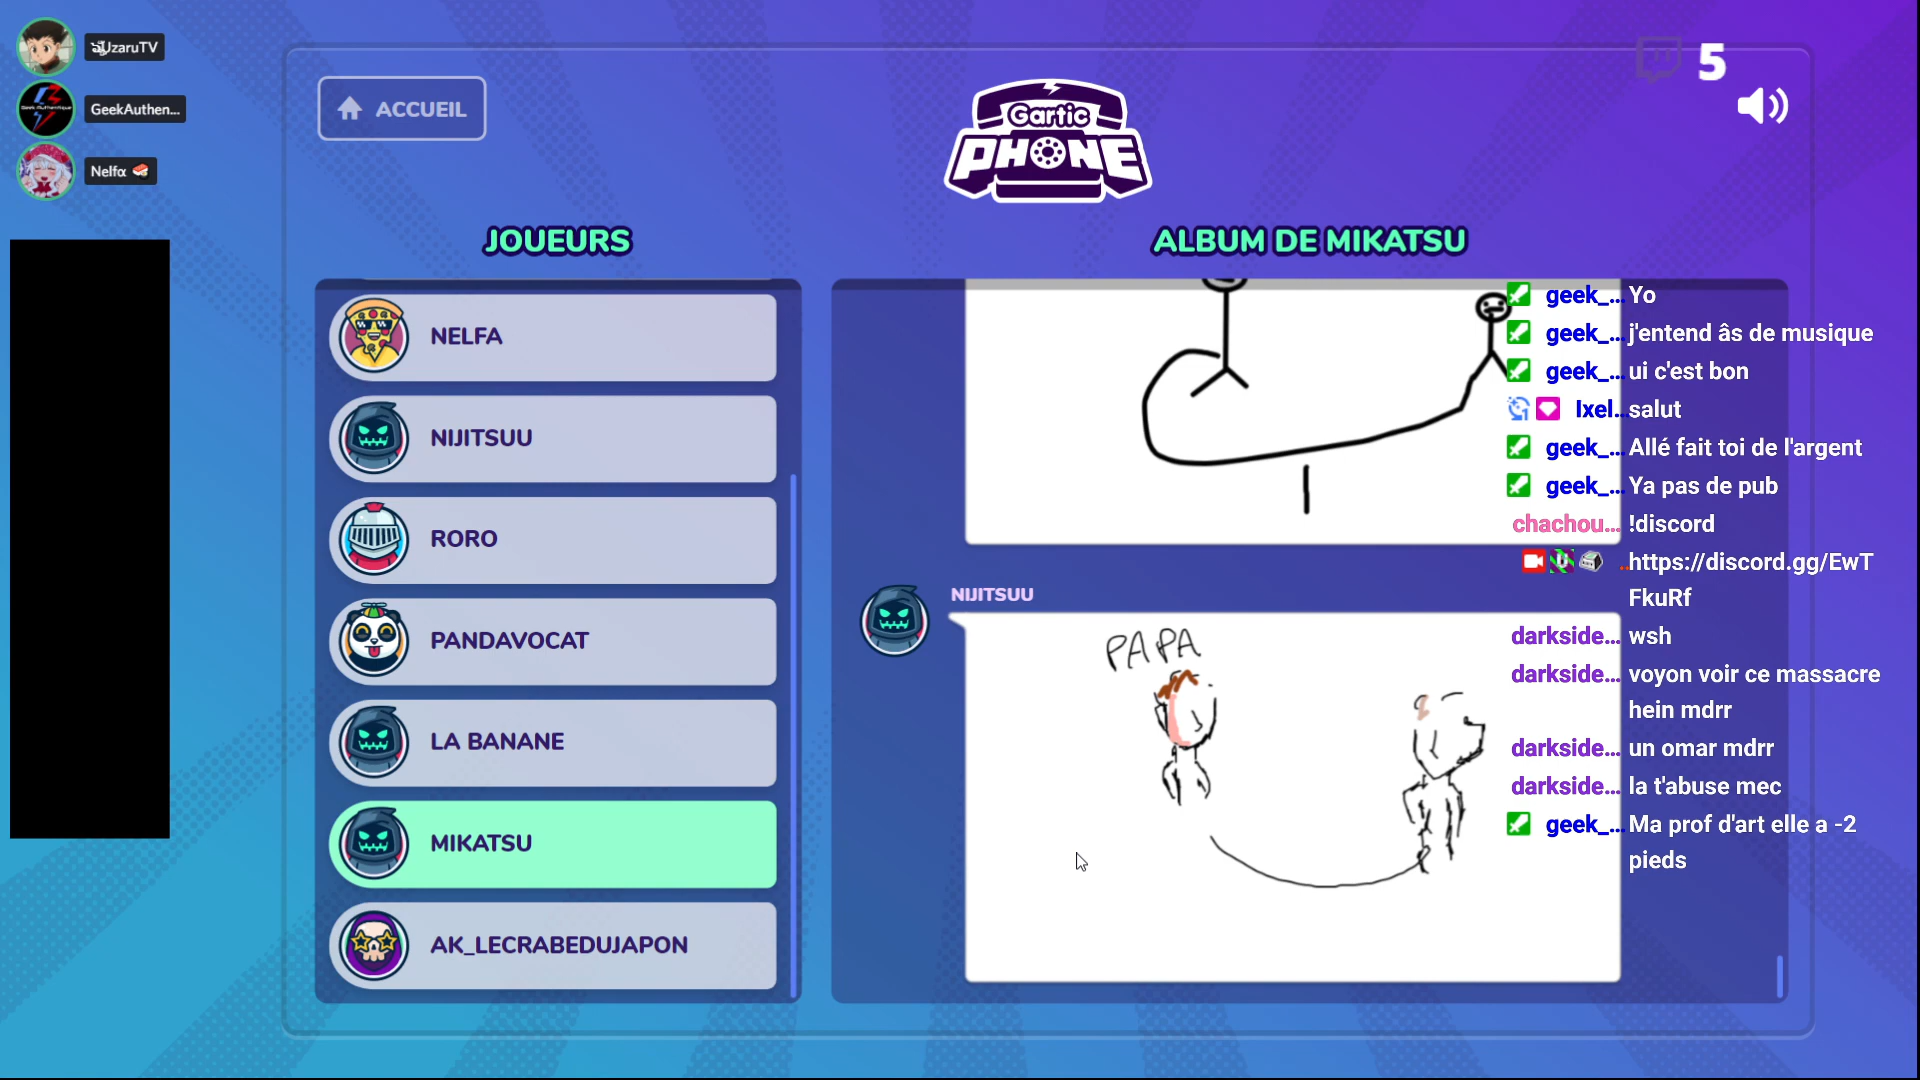 UzaruTV
GeekAuthen...
Nelfα
ACCUEIL
Gartic
PHONE
5
JOUEURS
NELFA
NIJITSUU
RORO
PANDAVOCAT
LA BANANE
MIKATSU
AK_LECRABEDUJAPON
ALBUM DE MIKATSU
NIJITSUU
PAPA
geek_... Yo
geek_... j'entend âs de musique
geek_... ui c'est bon
Ixel... salut
geek_... Allé fait toi de l'argent
geek_... Ya pas de pub
chachou... !discord
.. https://discord.gg/EwT
FkuRf
darkside... wsh
darkside... voyon voir ce massacre
hein mdrr
darkside... un omar mdrr
darkside... la t'abuse mec
geek_... Ma prof d'art elle a -2
pieds